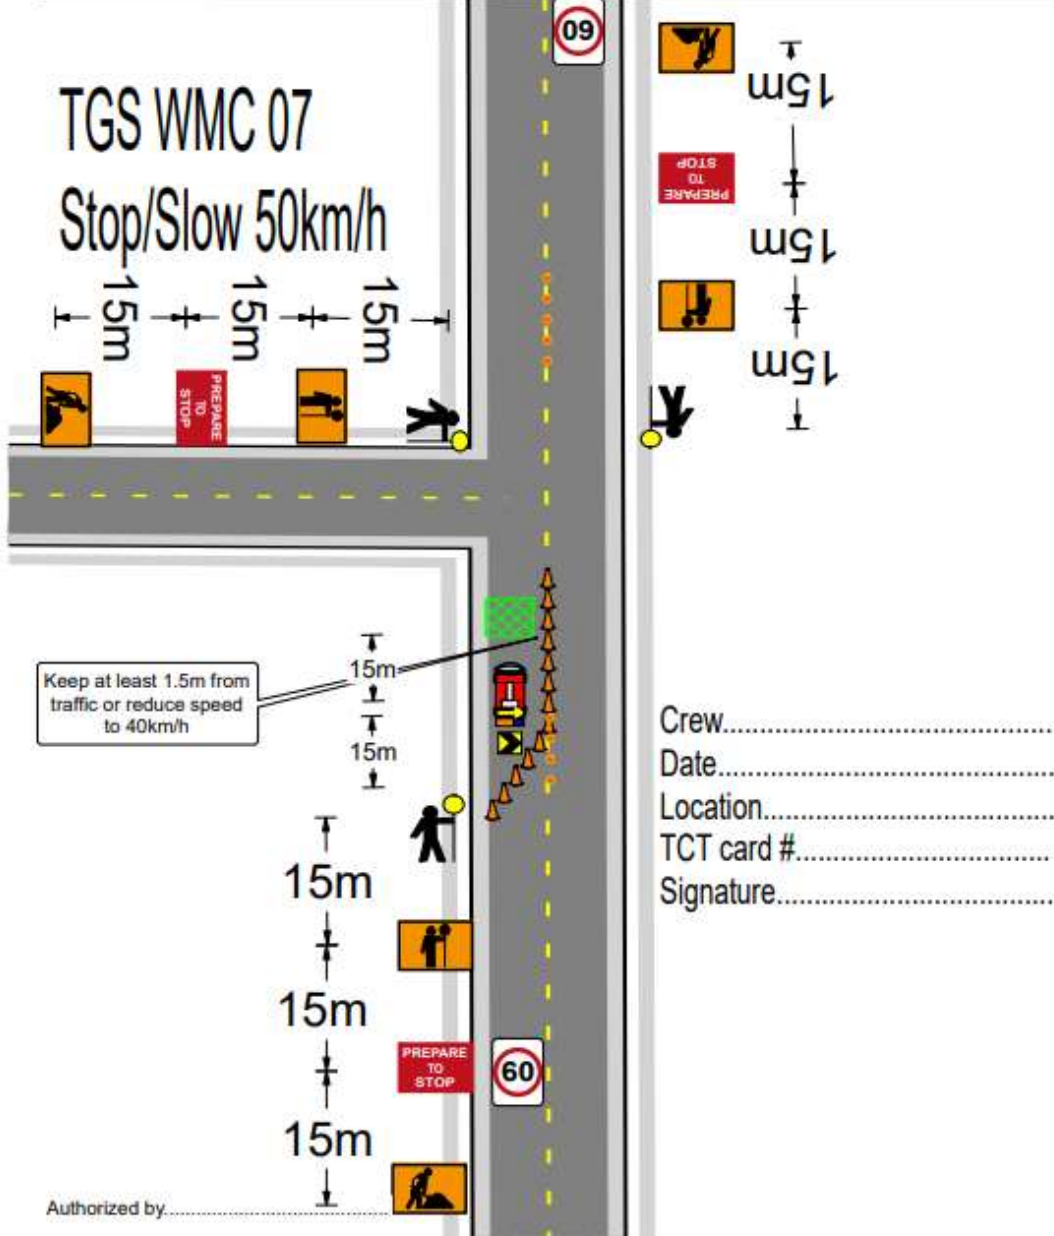 60
15m
TGS WMC 07
Stop/Slow 50km/h
PREPARE
TO
STOP
15m
15m
15m 15m 15m
PREPARE
TO
STOP
15m
Keep at least 1.5m from
traffic or reduce speed
to 40km/h
15m
15m
Crew.......................................
Date.......................................
Location.......................................
TCT card #.......................................
Signature.......................................
15m
15m
PREPARE
TO
STOP
60
15m
Authorized by.......................................